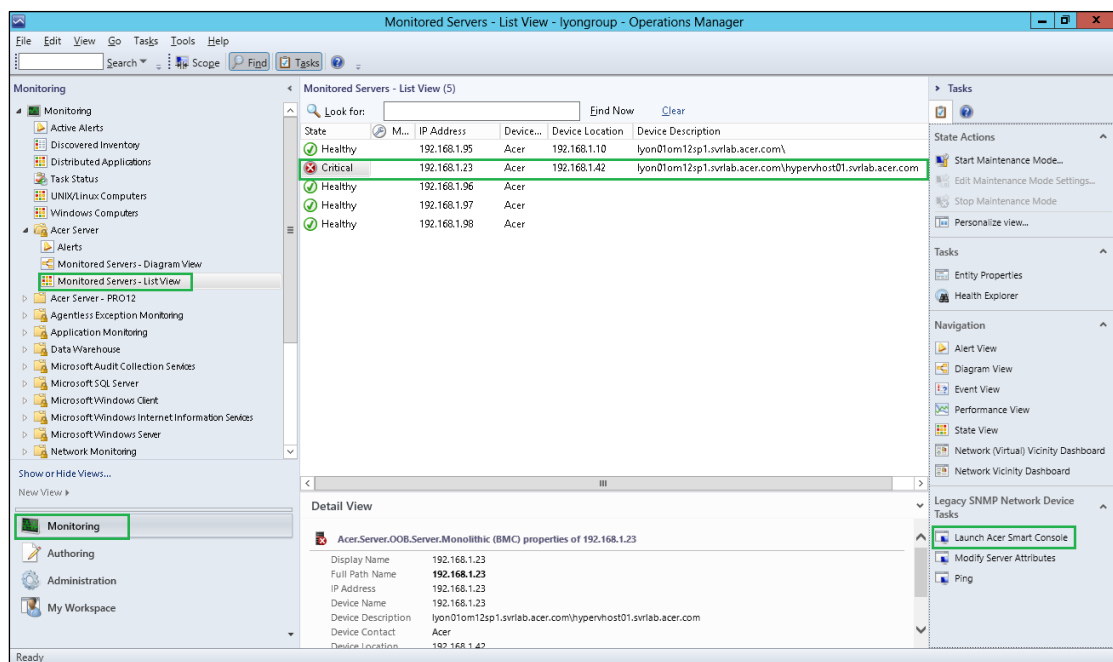 Monitored Servers - List View - lyongroup - Operations Manager
File Edit View Go Tasks Tools Help
Search Scope Find Tasks
Monitoring
Monitoring
Active Alerts
Discovered Inventory
Distributed Applications
Task Status
UNIX/Linux Computers
Windows Computers
Acer Server
Alerts
Monitored Servers - Diagram View
Monitored Servers - List View
Acer Server - PRO12
Agentless Exception Monitoring
Application Monitoring
Data Warehouse
Microsoft Audit Collection Services
Microsoft SQL Server
Microsoft Windows Client
Microsoft Windows Internet Information Services
Microsoft Windows Server
Network Monitoring
Show or Hide Views...
New View
Monitoring
Authoring
Administration
My Workspace
Monitored Servers - List View (5)
Look for: Find Now Clear
State M... IP Address Device... Device Location Device Description
Healthy 192.168.1.95 Acer 192.168.1.10 lyon01om12sp1.svrlab.acer.com\
Critical 192.168.1.23 Acer 192.168.1.42 lyon01om12sp1.svrlab.acer.com\hypervhost01.svrlab.acer.com
Healthy 192.168.1.96 Acer
Healthy 192.168.1.97 Acer
Healthy 192.168.1.98 Acer
Detail View
Acer.Server.OOB.Server.Monolithic (BMC) properties of 192.168.1.23
Display Name 192.168.1.23
Full Path Name 192.168.1.23
IP Address 192.168.1.23
Device Name 192.168.1.23
Device Description lyon01om12sp1.svrlab.acer.com\hypervhost01.svrlab.acer.com
Device Contact Acer
Device Location 192.168.1.42
Tasks
State Actions
Start Maintenance Mode...
Edit Maintenance Mode Settings...
Stop Maintenance Mode
Personalize view...
Tasks
Entity Properties
Health Explorer
Navigation
Alert View
Diagram View
Event View
Performance View
State View
Network (Virtual) Vicinity Dashboard
Network Vicinity Dashboard
Legacy SNMP Network Device
Tasks
Launch Acer Smart Console
Modify Server Attributes
Ping
Ready